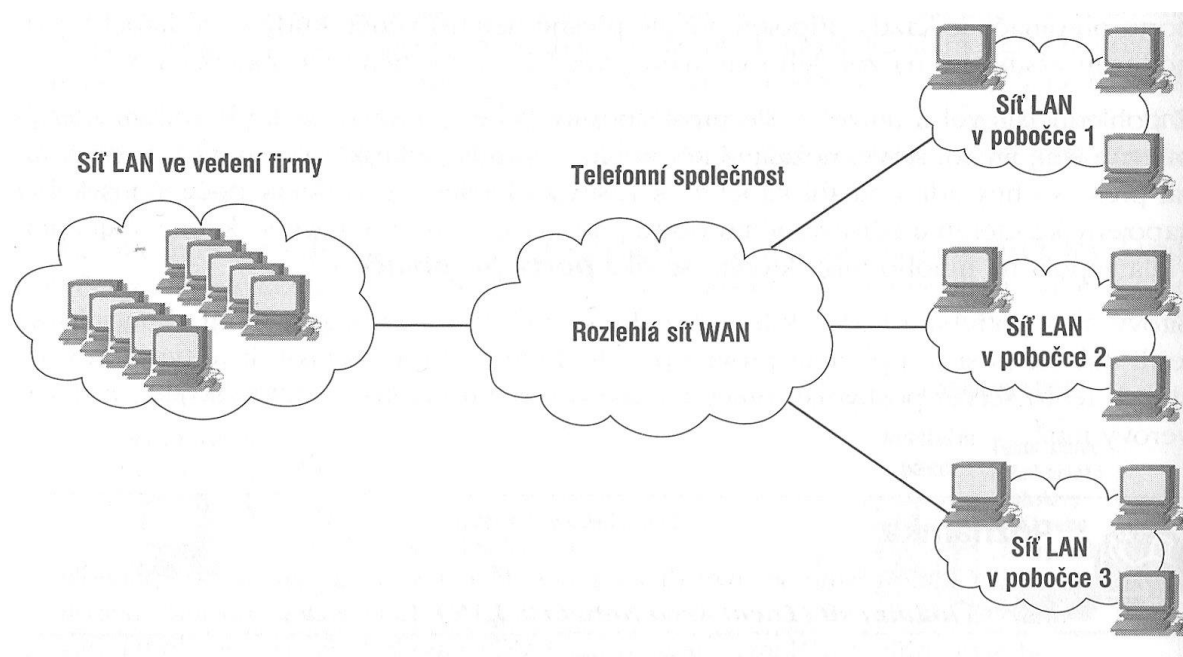 Síť LAN ve vedení firmy
Telefonní společnost
Rozlehlá síť WAN
Síť LAN
v pobočce 1
Síť LAN
v pobočce 2
Síť LAN
v pobočce 3